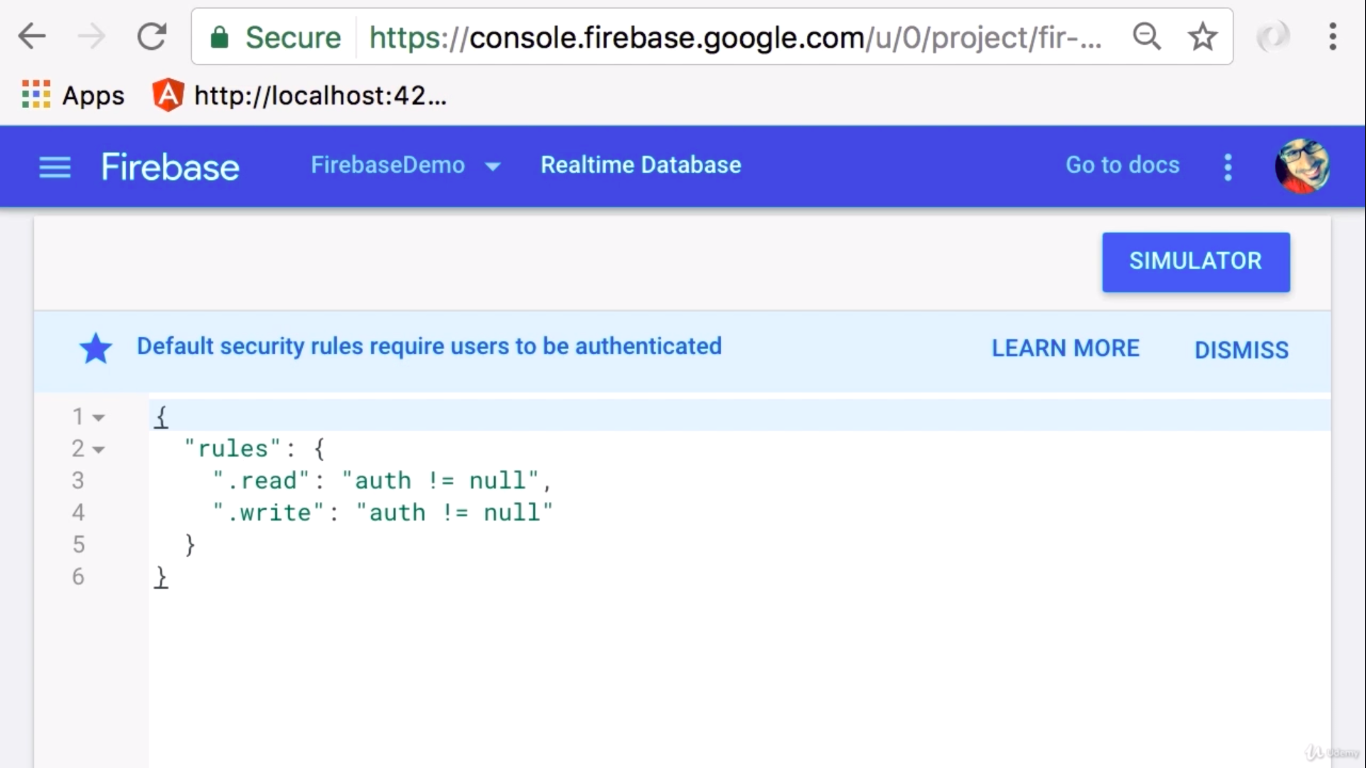 Secure https://console.firebase.google.com/u/0/project/fir-...
Apps http://localhost:42...
Firebase FirebaseDemo Realtime Database Go to docs
SIMULATOR
Default security rules require users to be authenticated LEARN MORE DISMISS
1 {
2 "rules": {
3 ".read": "auth != null",
4 ".write": "auth != null"
5 }
6 }
Udemy